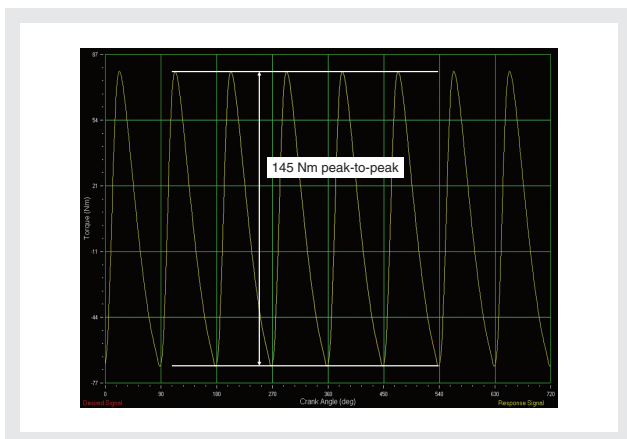 87
54
21
-11
-44
-77
Torque (Nm)
145 Nm peak-to-peak
0 90 180 270 360 450 540 630 720
Desired Signal Crank Angle (deg) Response Signal